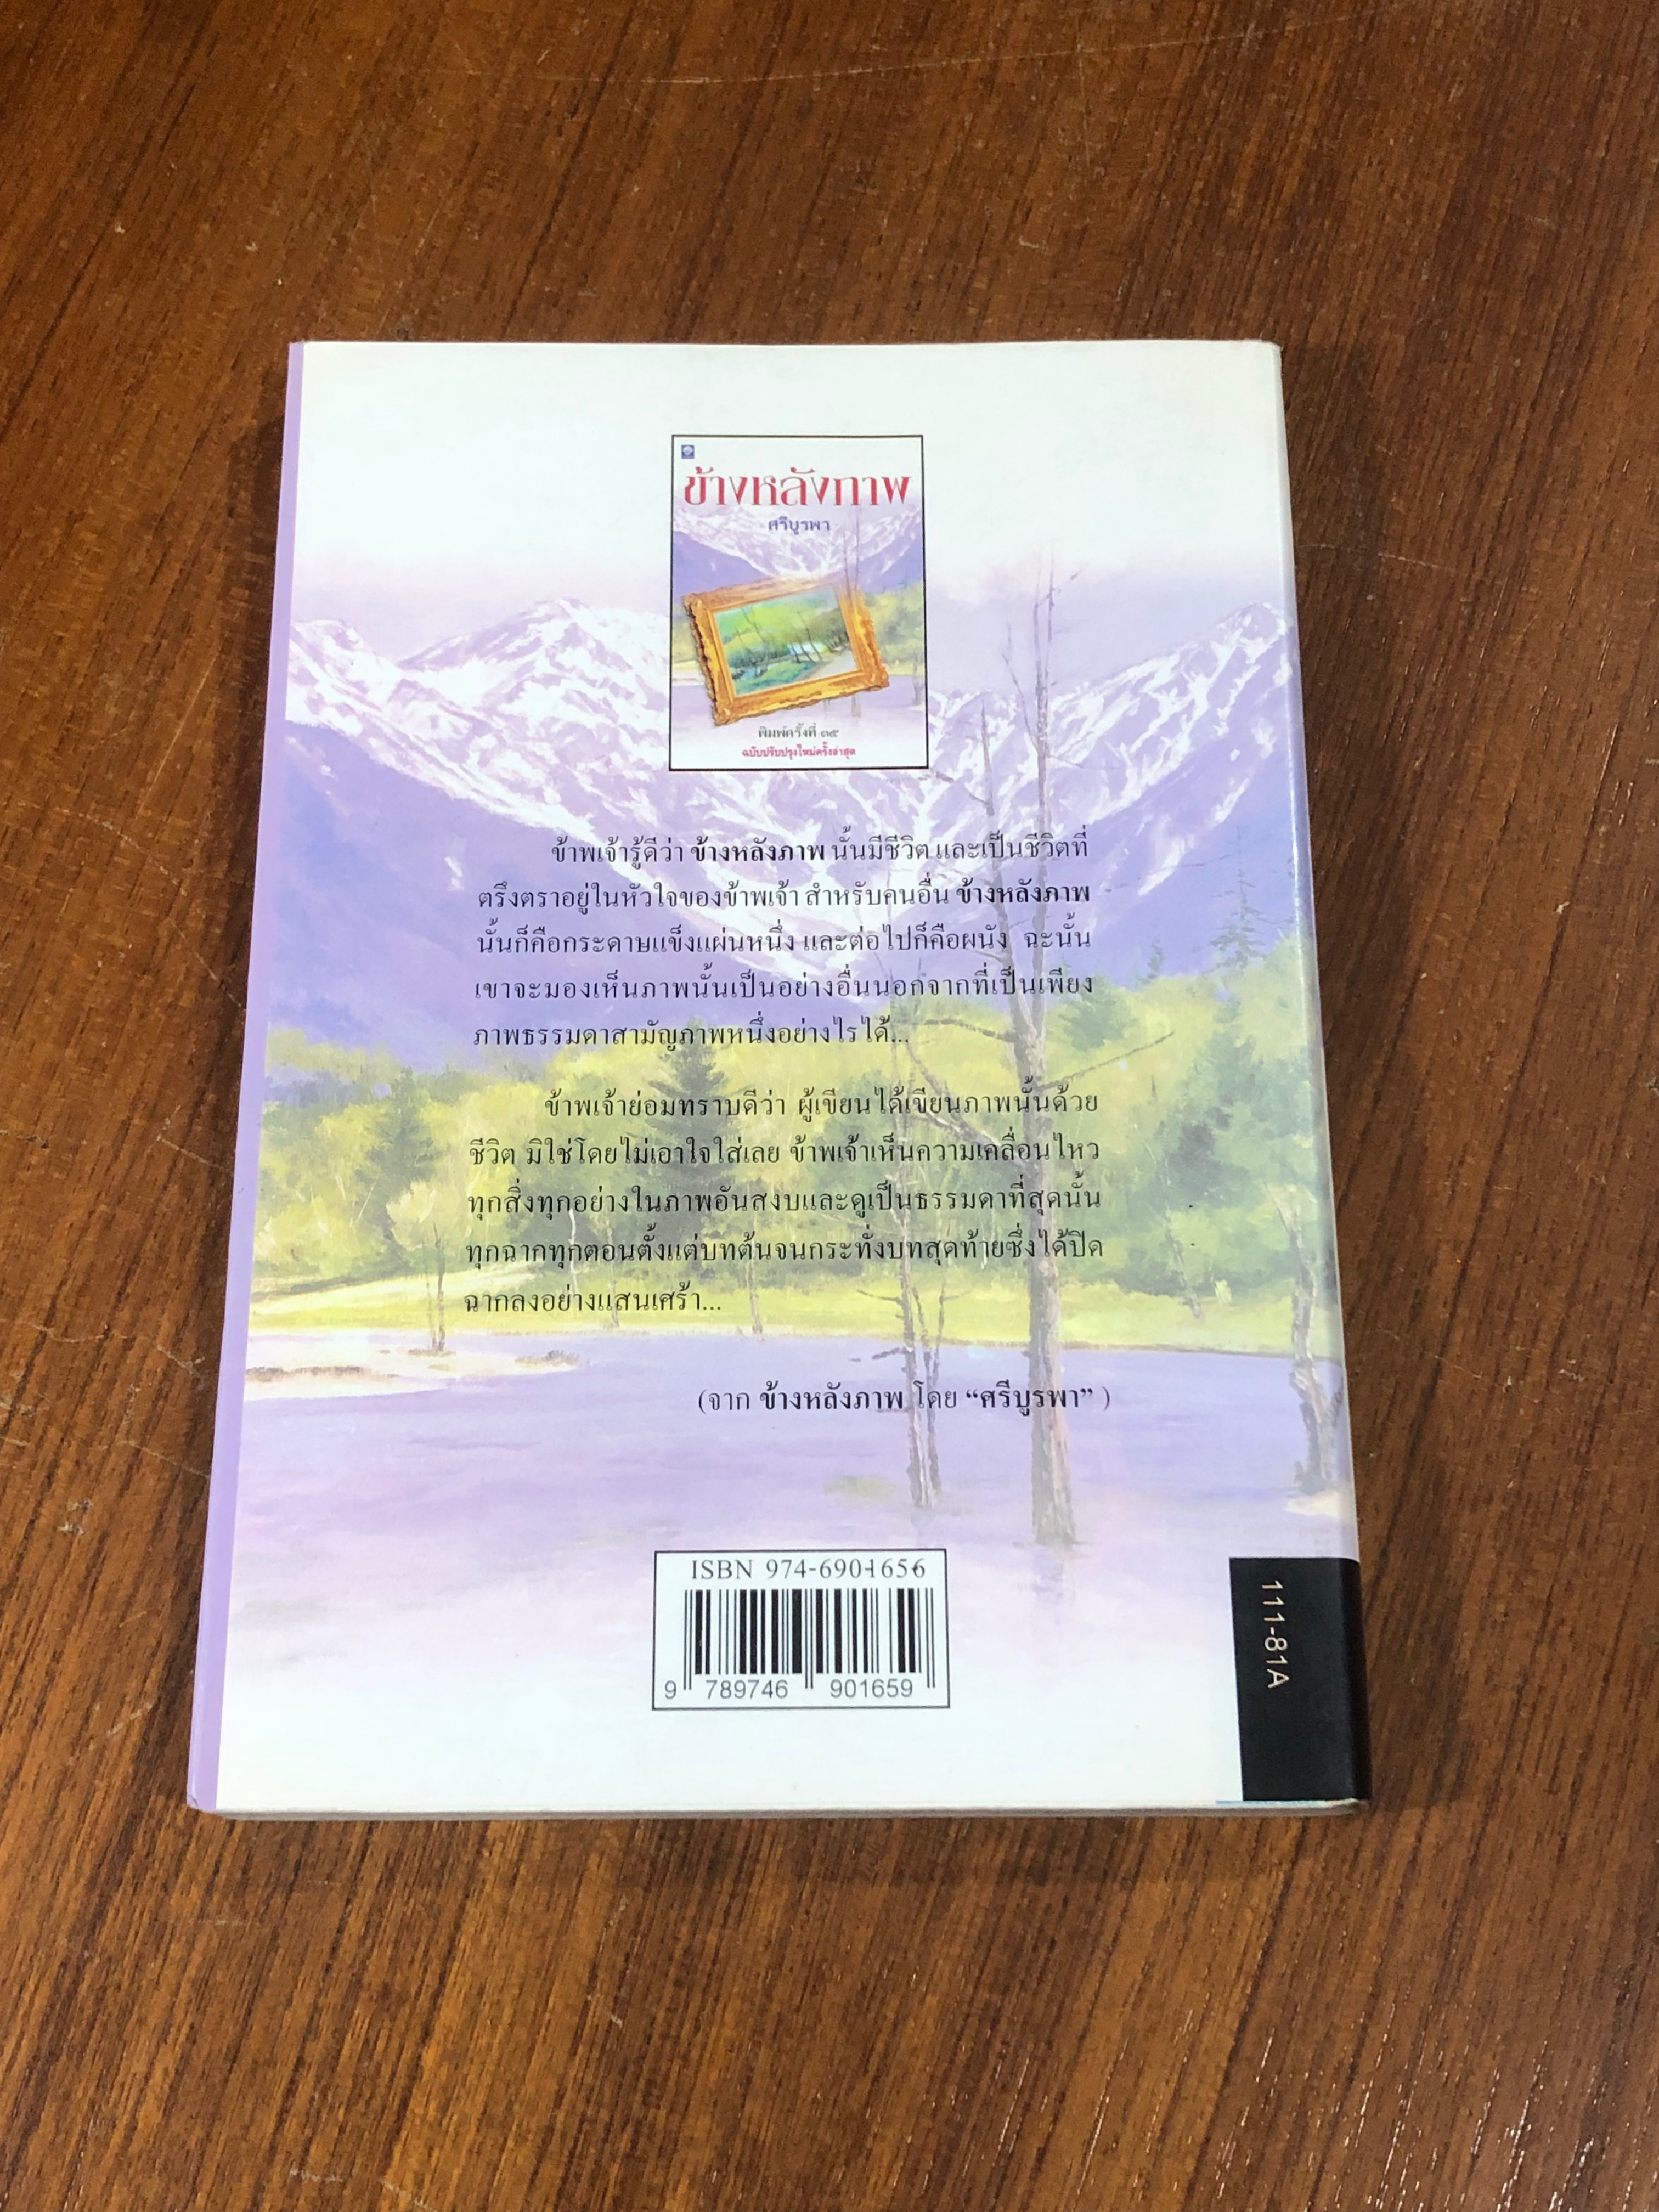 ข้างหลังภาพ
ศรีบูรพา
พิมพ์ครั้งที่ ๓๕
ฉบับปรับปรุงใหม่ครั้งล่าสุด
ข้าพเจ้ารู้ดีว่า ข้างหลังภาพ นั้นมีชีวิต และเป็นชีวิตที่
ตรึงตราอยู่ในหัวใจของข้าพเจ้า สำหรับคนอื่น ข้างหลังภาพ
นั้นก็คือกระดาษแข็งแผ่นหนึ่ง และต่อไปก็คือผนัง ฉะนั้น
เขาจะมองเห็นภาพนั้นเป็นอย่างอื่นนอกจากที่เป็นเพียง
ภาพธรรมดาสามัญภาพหนึ่งอย่างไรได้...
ข้าพเจ้าย่อมทราบดีว่า ผู้เขียนได้เขียนภาพนั้นด้วย
ชีวิต มิใช่โดยไม่เอาใจใส่เลย ข้าพเจ้าเห็นความเคลื่อนไหว
ทุกสิ่งทุกอย่างในภาพอันสงบและดูเป็นธรรมดาที่สุดนั้น
ทุกฉากทุกตอนตั้งแต่บทต้นจนกระทั่งบทสุดท้ายซึ่งได้ปิด
ฉากลงอย่างแสนเศร้า...
(จาก ข้างหลังภาพ โดย “ศรีบูรพา” )
ISBN 974-690-165-6
9 789746 901659
111-81A